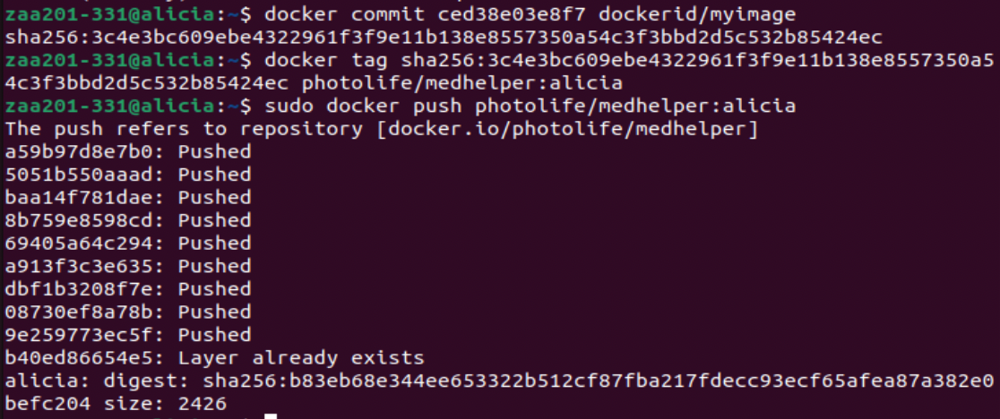 zaa201-331@alicia:~$ docker commit ced38e03e8f7 dockerid/myimage
sha256:3c4e3bc609ebe4322961f3f9e11b138e8557350a54c3f3bbd2d5c532b85424ec
zaa201-331@alicia:~$ docker tag sha256:3c4e3bc609ebe4322961f3f9e11b138e8557350a5
4c3f3bbd2d5c532b85424ec photolife/medhelper:alicia
zaa201-331@alicia:~$ sudo docker push photolife/medhelper:alicia
The push refers to repository [docker.io/photolife/medhelper]
a59b97d8e7b0: Pushed
5051b550aaad: Pushed
baa14f781dae: Pushed
8b759e8598cd: Pushed
69405a64c294: Pushed
a913f3c3e635: Pushed
dbf1b3208f7e: Pushed
08730ef8a78b: Pushed
9e259773ec5f: Pushed
b40ed86654e5: Layer already exists
alicia: digest: sha256:b83eb68e344ee653322b512cf87fba217fdecc93ecf65afea87a382e0
befc204 size: 2426